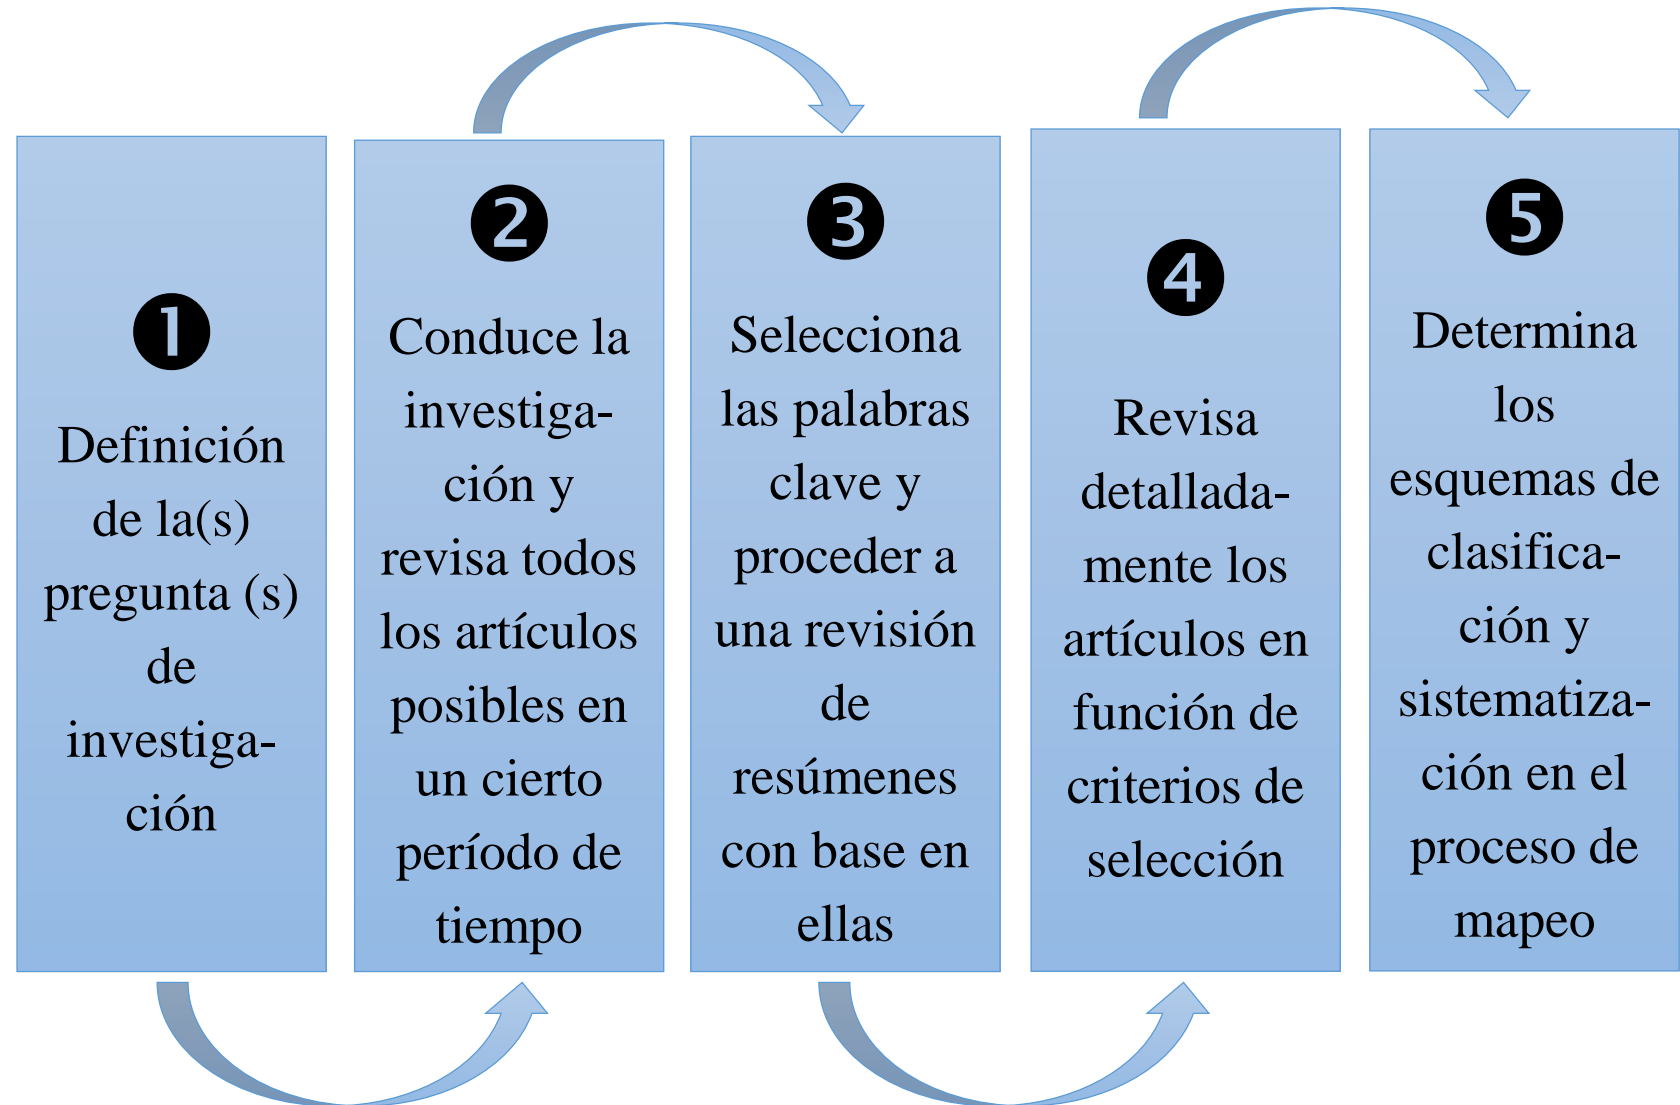 ❶
Definición
de la(s)
pregunta (s)
de
investiga-
ción
❷
Conduce la
investiga-
ción y
revisa todos
los artículos
posibles en
un cierto
período de
tiempo
❸
Selecciona
las palabras
clave y
proceder a
una revisión
de
resúmenes
con base en
ellas
❹
Revisa
detallada-
mente los
artículos en
función de
criterios de
selección
❺
Determina
los
esquemas de
clasifica-
ción y
sistematiza-
ción en el
proceso de
mapeo